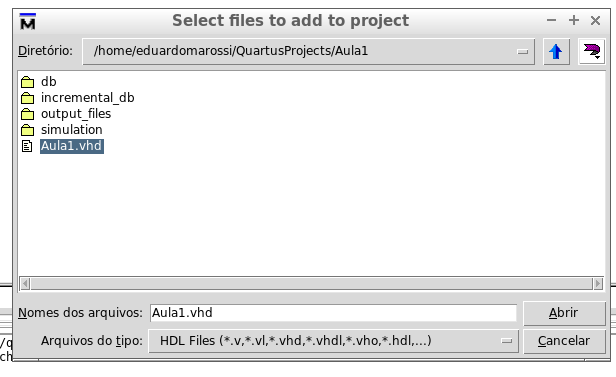 Select files to add to project
Diretório: /home/eduardomarossi/QuartusProjects/Aula1
db
incremental_db
output_files
simulation
Aula1.vhd
Nomes dos arquivos: Aula1.vhd Abrir
Arquivos do tipo: HDL Files (*.v,*.vl,*.vhd,*.vhdl,*.vho,*.hdl,...) Cancelar